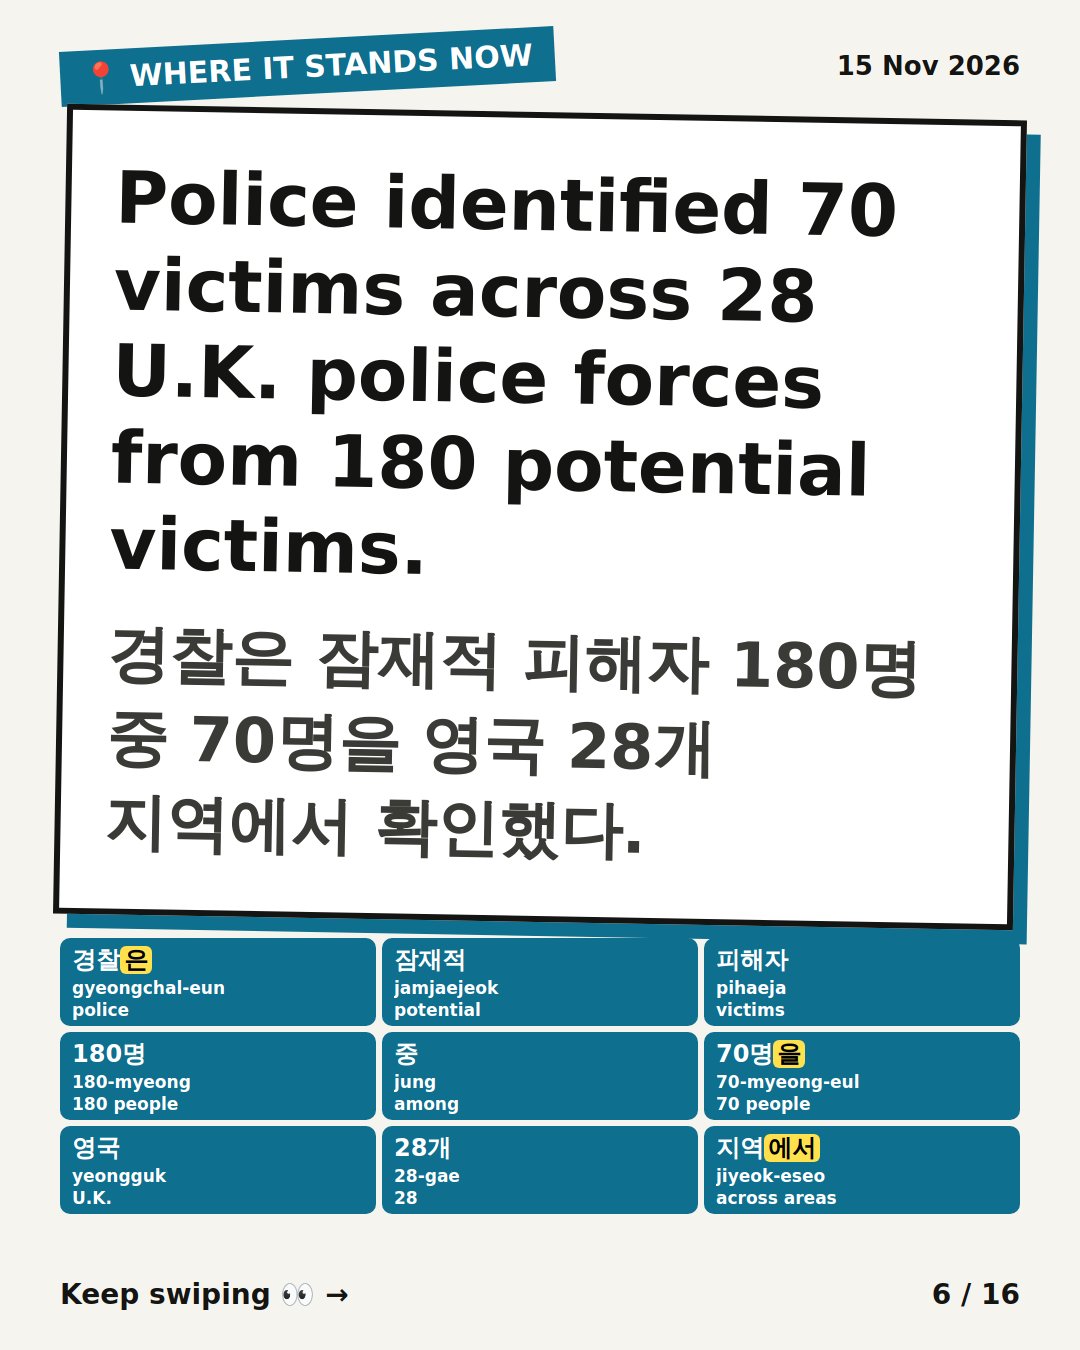 📍 WHERE IT STANDS NOW
15 Nov 2026
Police identified 70
victims across 28
U.K. police forces
from 180 potential
victims.
경찰은 잠재적 피해자 180명
중 70명을 영국 28개
지역에서 확인했다.
경찰은
gyeongchal-eun
police
잠재적
jamjaejeok
potential
피해자
pihaeja
victims
180명
180-myeong
180 people
중
jung
among
70명을
70-myeong-eul
70 people
영국
yeongguk
U.K.
28개
28-gae
28
지역에서
jiyeok-eseo
across areas
Keep swiping 👀 →
6 / 16